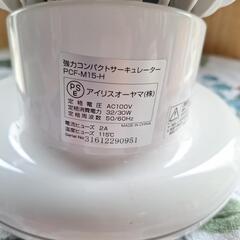 強力コンパクトサーキュレーター
PCF-M15-H
PS
E
アイリスオーヤマ(株)
定格電圧 AC100V
定格消費電力 32/30W
定格周波数 50/60Hz
電流ヒューズ 2A
温度ヒューズ 115℃
MADE IN CHINA
Serial No. 31612290951